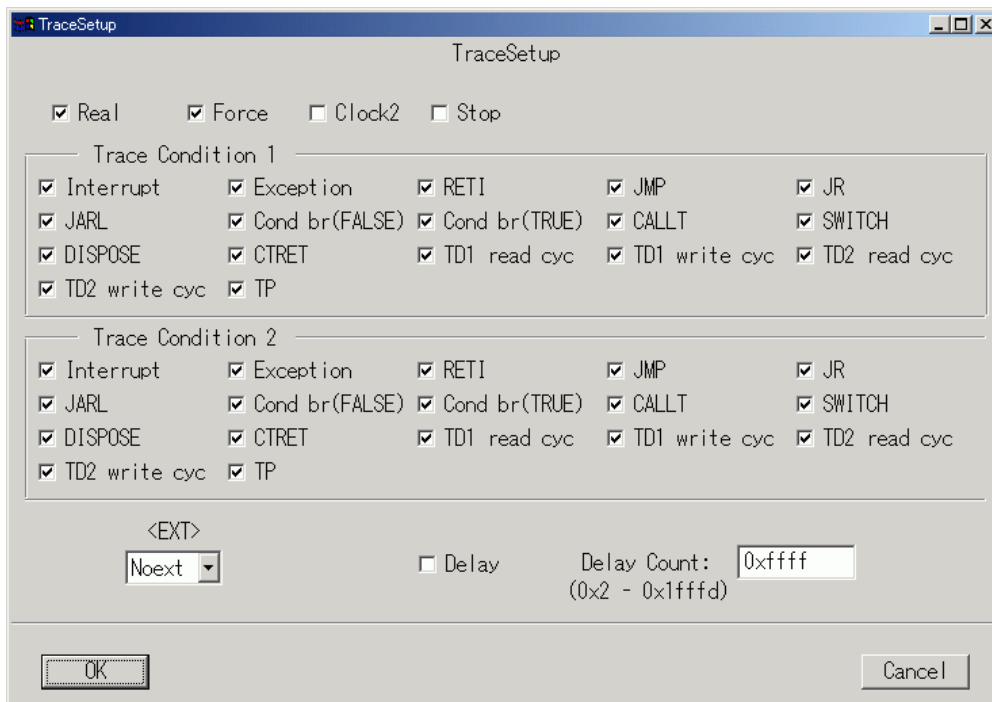 TraceSetup
TraceSetup
Real Force Clock2 Stop
Trace Condition 1
Interrupt Exception RETI JMP JR
JARL Cond br(FALSE) Cond br(TRUE) CALLT SWITCH
DISPOSE CTRET TD1 read cyc TD1 write cyc TD2 read cyc
TD2 write cyc TP
Trace Condition 2
Interrupt Exception RETI JMP JR
JARL Cond br(FALSE) Cond br(TRUE) CALLT SWITCH
DISPOSE CTRET TD1 read cyc TD1 write cyc TD2 read cyc
TD2 write cyc TP
<EXT>
Noext Delay Delay Count: 0xffff
(0x2 - 0x1fffd)
OK Cancel